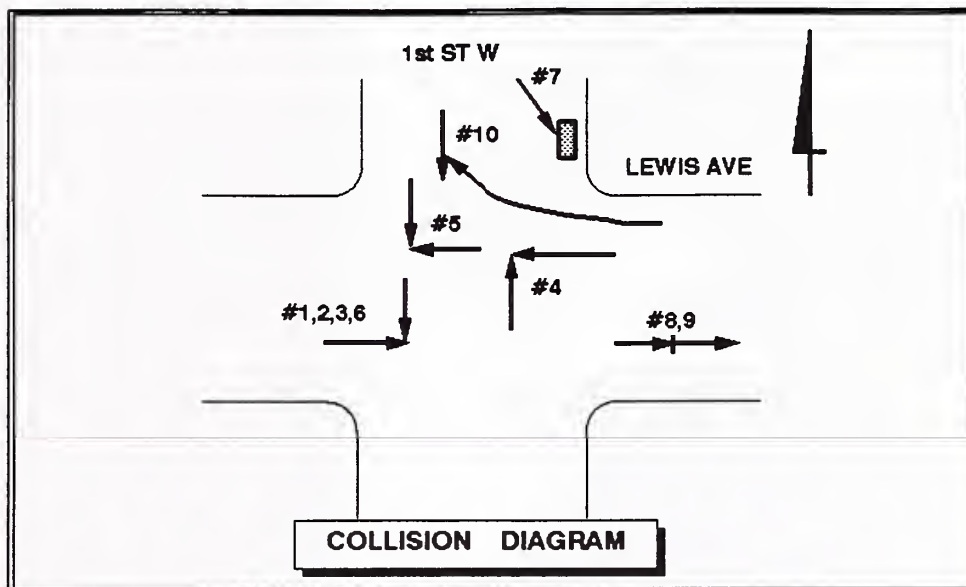 1st ST W
#7
#10
LEWIS AVE
#5
#4
#1,2,3,6
#8,9
COLLISION DIAGRAM